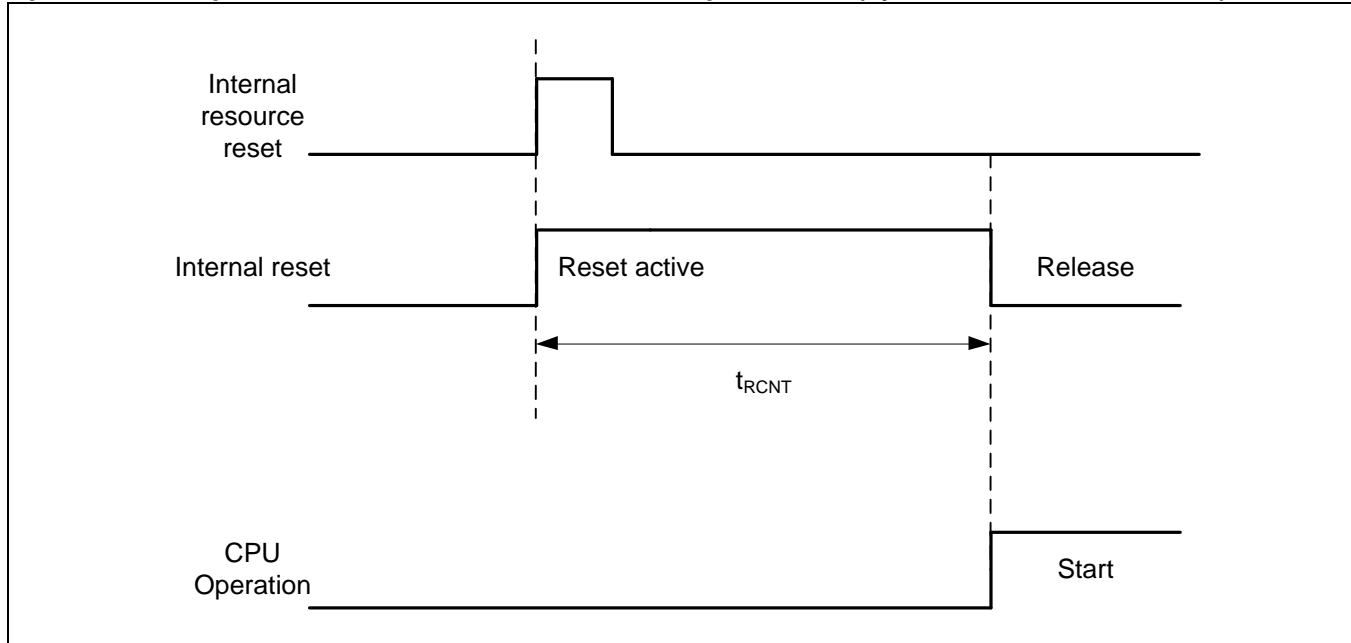 Internal
resource
reset
Internal reset
Reset active
Release
tRCNT
CPU
Operation
Start